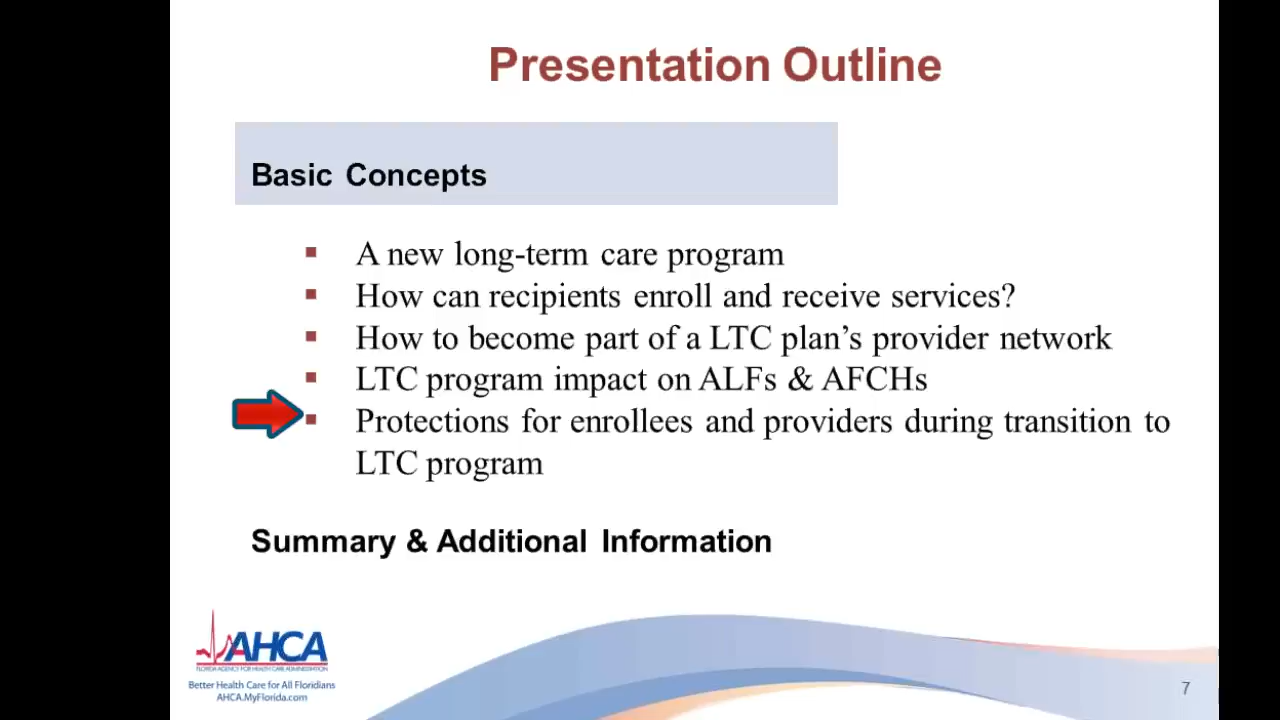 Presentation Outline
Basic Concepts
A new long-term care program
How can recipients enroll and receive services?
How to become part of a LTC plan’s provider network
LTC program impact on ALFs & AFCHs
Protections for enrollees and providers during transition to
LTC program
Summary & Additional Information
AHCA
FLORIDA AGENCY FOR HEALTH CARE ADMINISTRATION
Better Health Care for All Floridians
AHCA.MyFlorida.com
7